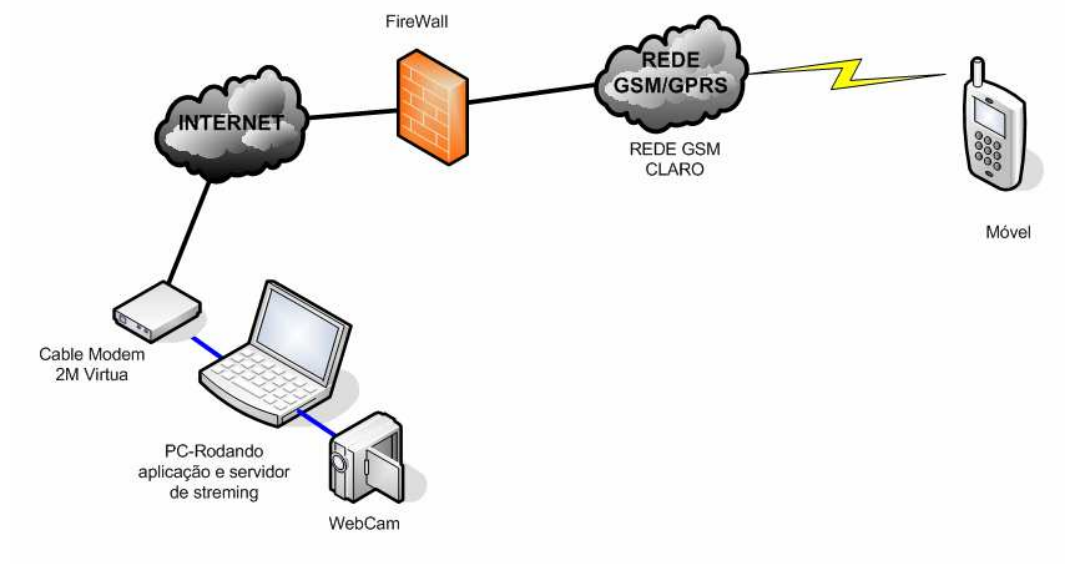 FireWall
REDE
GSM/GPRS
INTERNET
REDE GSM
CLARO
Móvel
Cable Modem
2M Virtua
PC-Rodando
aplicação e servidor
de streming
WebCam